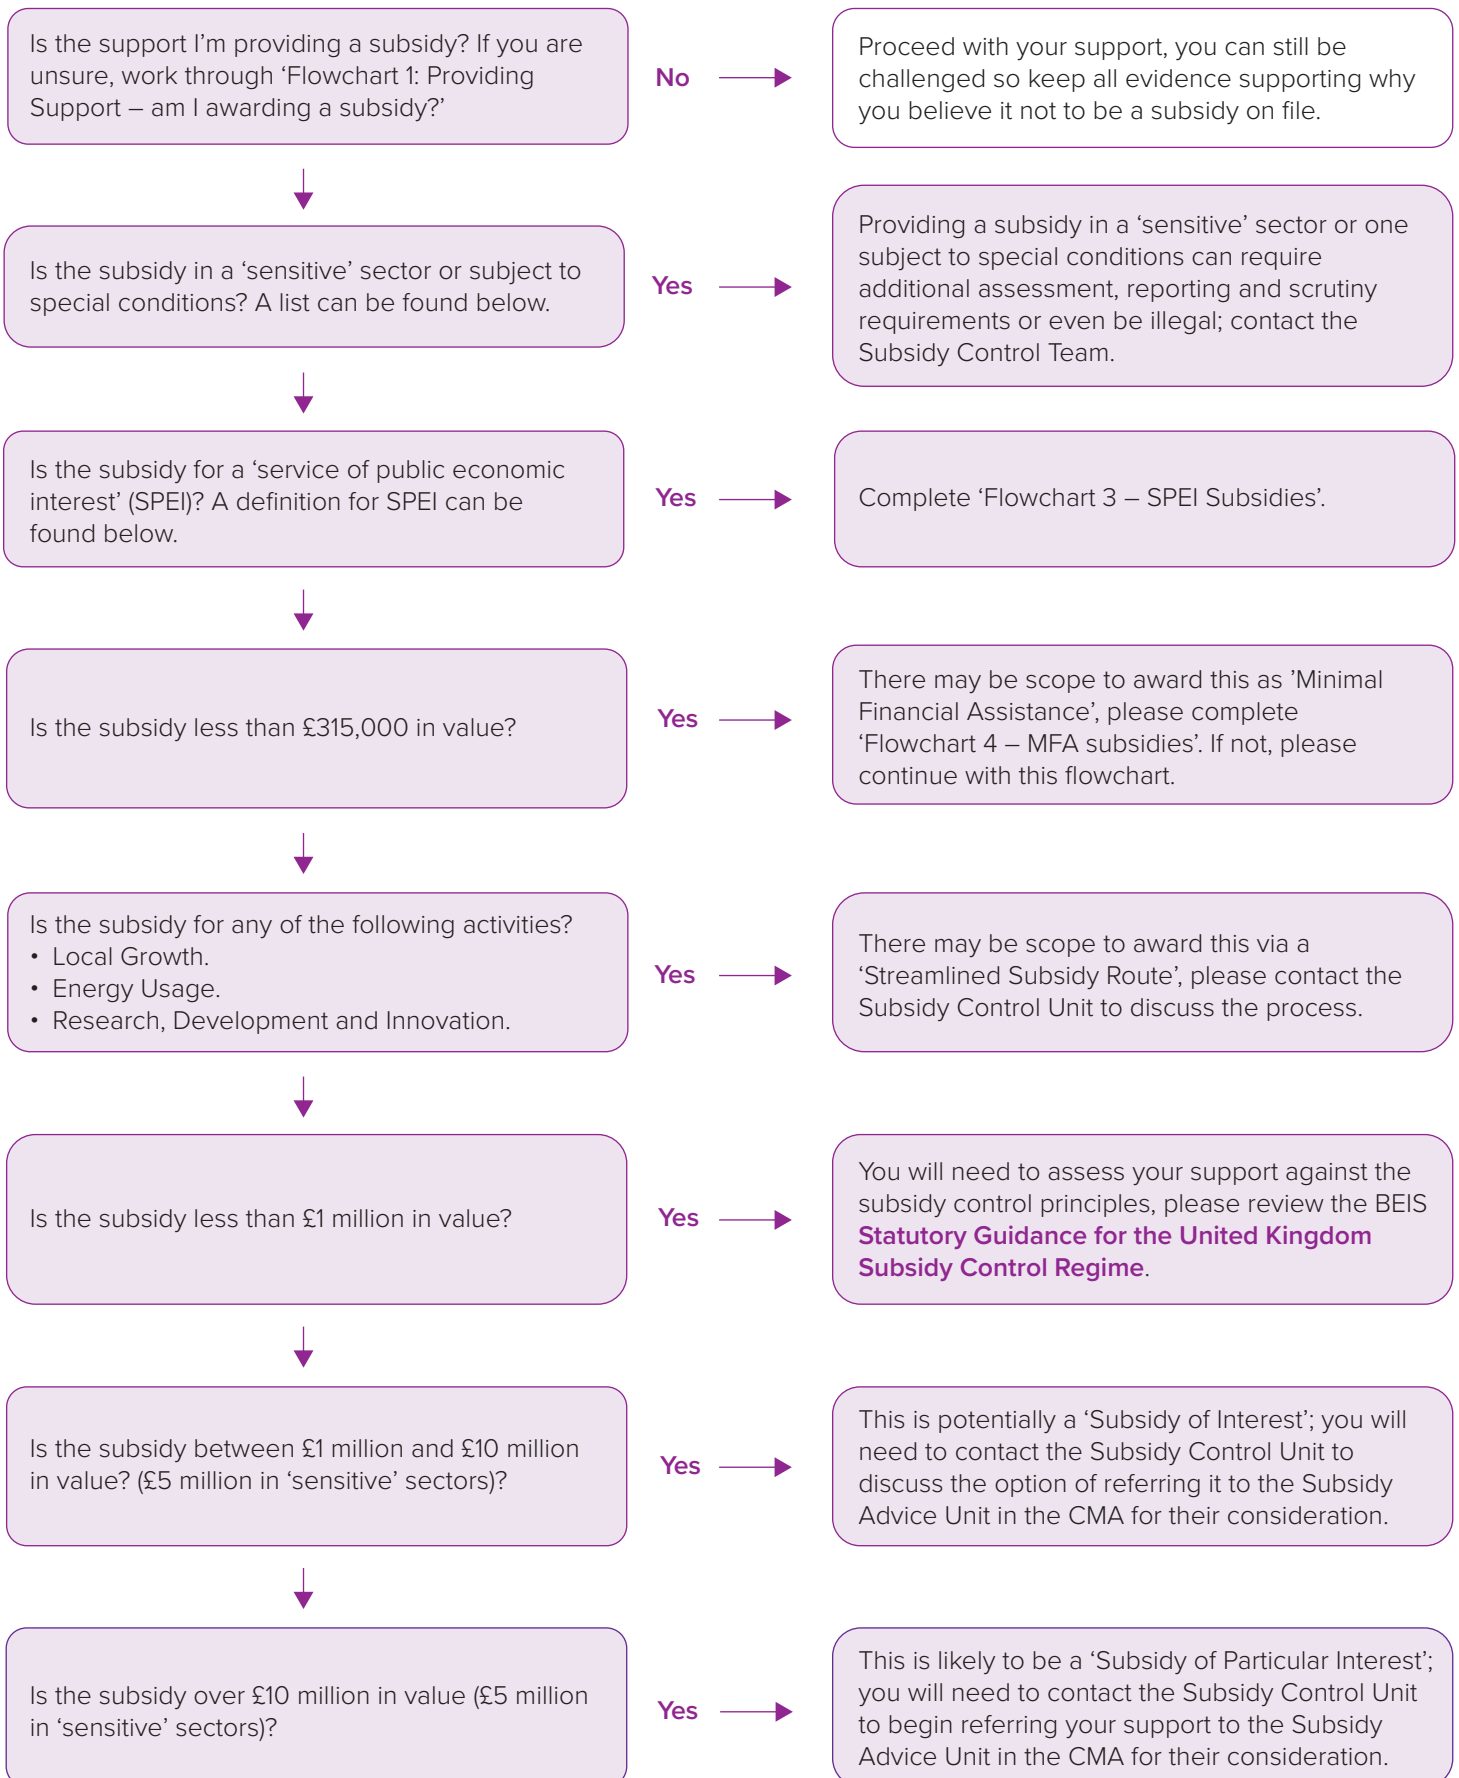 Is the support I’m providing a subsidy? If you are
unsure, work through ‘Flowchart 1: Providing
Support – am I awarding a subsidy?’
No
Proceed with your support, you can still be
challenged so keep all evidence supporting why
you believe it not to be a subsidy on file.
Is the subsidy in a ‘sensitive’ sector or subject to
special conditions? A list can be found below.
Yes
Providing a subsidy in a ‘sensitive’ sector or one
subject to special conditions can require
additional assessment, reporting and scrutiny
requirements or even be illegal; contact the
Subsidy Control Team.
Is the subsidy for a ‘service of public economic
interest’ (SPEI)? A definition for SPEI can be
found below.
Yes
Complete ‘Flowchart 3 – SPEI Subsidies’.
Is the subsidy less than £315,000 in value?
Yes
There may be scope to award this as ’Minimal
Financial Assistance’, please complete
‘Flowchart 4 – MFA subsidies’. If not, please
continue with this flowchart.
Is the subsidy for any of the following activities?
• Local Growth.
• Energy Usage.
• Research, Development and Innovation.
Yes
There may be scope to award this via a
‘Streamlined Subsidy Route’, please contact the
Subsidy Control Unit to discuss the process.
Is the subsidy less than £1 million in value?
Yes
You will need to assess your support against the
subsidy control principles, please review the BEIS
Statutory Guidance for the United Kingdom
Subsidy Control Regime.
Is the subsidy between £1 million and £10 million
in value? (£5 million in ‘sensitive’ sectors)?
Yes
This is potentially a ‘Subsidy of Interest’; you will
need to contact the Subsidy Control Unit to
discuss the option of referring it to the Subsidy
Advice Unit in the CMA for their consideration.
Is the subsidy over £10 million in value (£5 million
in ‘sensitive’ sectors)?
Yes
This is likely to be a ‘Subsidy of Particular Interest’;
you will need to contact the Subsidy Control Unit
to begin referring your support to the Subsidy
Advice Unit in the CMA for their consideration.